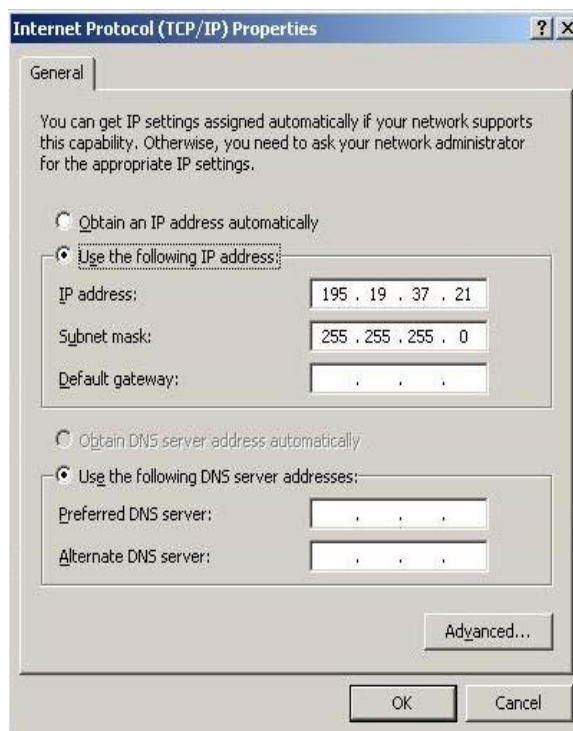 Internet Protocol (TCP/IP) Properties
General
You can get IP settings assigned automatically if your network supports
this capability. Otherwise, you need to ask your network administrator
for the appropriate IP settings.
Obtain an IP address automatically
Use the following IP address:
IP address: 195 . 19 . 37 . 21
Subnet mask: 255 . 255 . 255 . 0
Default gateway: . . .
Obtain DNS server address automatically
Use the following DNS server addresses:
Preferred DNS server: . . .
Alternate DNS server: . . .
Advanced...
OK Cancel